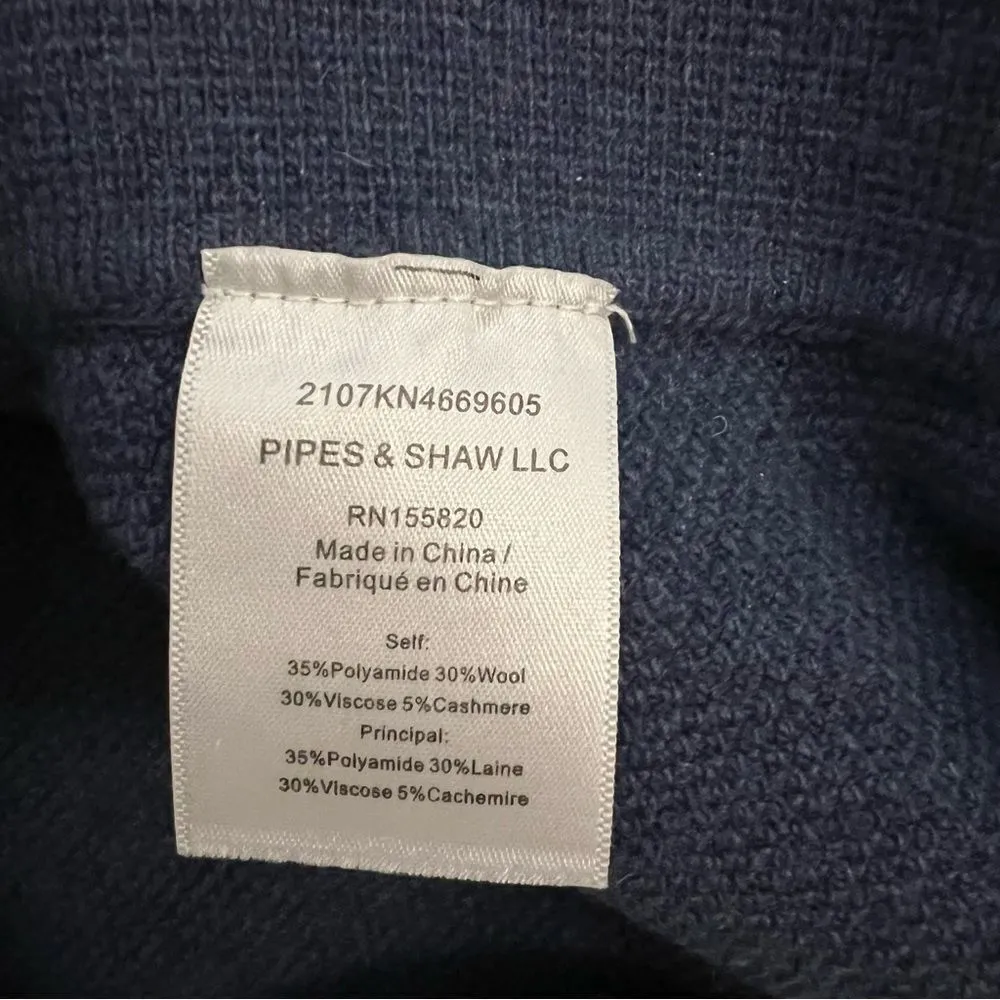 2107KN4669605
PIPES & SHAW LLC
RN155820
Made in China /
Fabriqué en Chine
Self:
35%Polyamide 30%Wool
30%Viscose 5%Cashmere
Principal:
35%Polyamide 30%Laine
30%Viscose 5%Cachemire